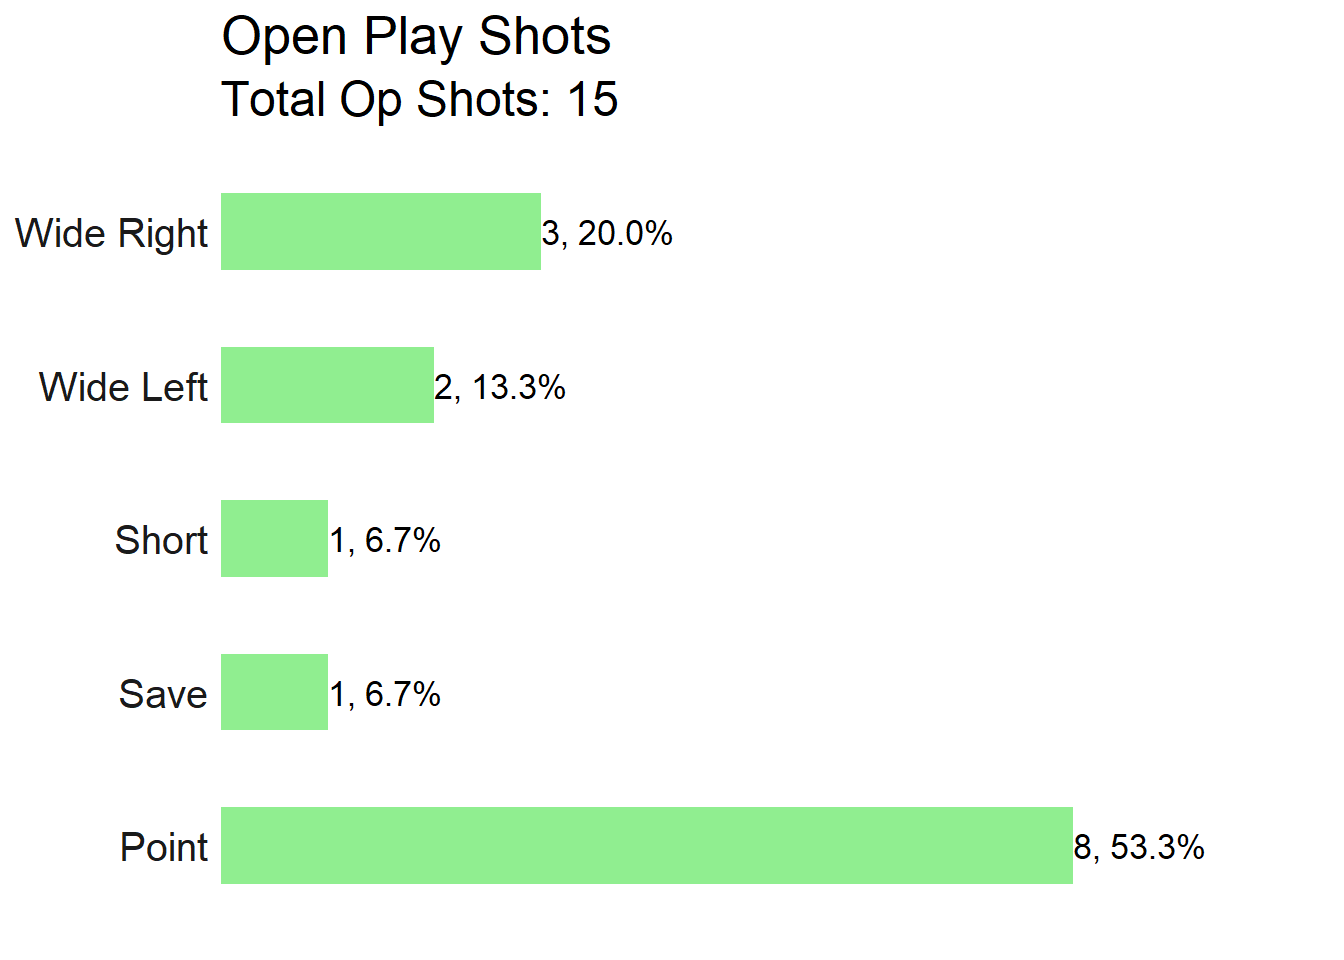 Open Play Shots
Total Op Shots: 15
Wide Right 3, 20.0%
Wide Left 2, 13.3%
Short 1, 6.7%
Save 1, 6.7%
Point 8, 53.3%